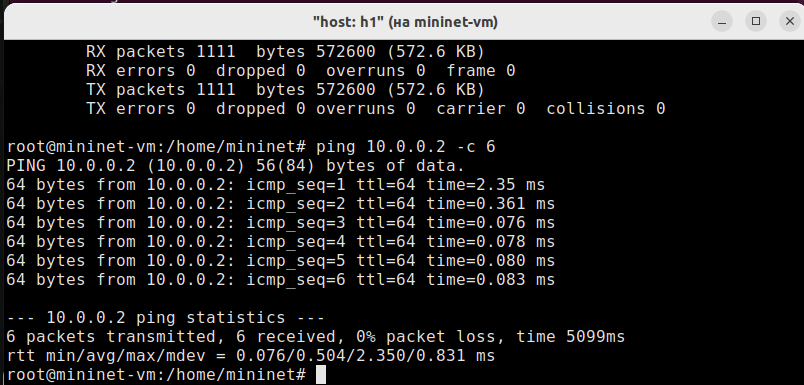 "host: h1" (на mininet-vm)
RX packets 1111  bytes 572600 (572.6 KB)
RX errors 0  dropped 0  overruns 0  frame 0
TX packets 1111  bytes 572600 (572.6 KB)
TX errors 0  dropped 0 overruns 0  carrier 0  collisions 0
root@mininet-vm:/home/mininet# ping 10.0.0.2 -c 6
PING 10.0.0.2 (10.0.0.2) 56(84) bytes of data.
64 bytes from 10.0.0.2: icmp_seq=1 ttl=64 time=2.35 ms
64 bytes from 10.0.0.2: icmp_seq=2 ttl=64 time=0.361 ms
64 bytes from 10.0.0.2: icmp_seq=3 ttl=64 time=0.076 ms
64 bytes from 10.0.0.2: icmp_seq=4 ttl=64 time=0.078 ms
64 bytes from 10.0.0.2: icmp_seq=5 ttl=64 time=0.080 ms
64 bytes from 10.0.0.2: icmp_seq=6 ttl=64 time=0.083 ms
--- 10.0.0.2 ping statistics ---
6 packets transmitted, 6 received, 0% packet loss, time 5099ms
rtt min/avg/max/mdev = 0.076/0.504/2.350/0.831 ms
root@mininet-vm:/home/mininet#